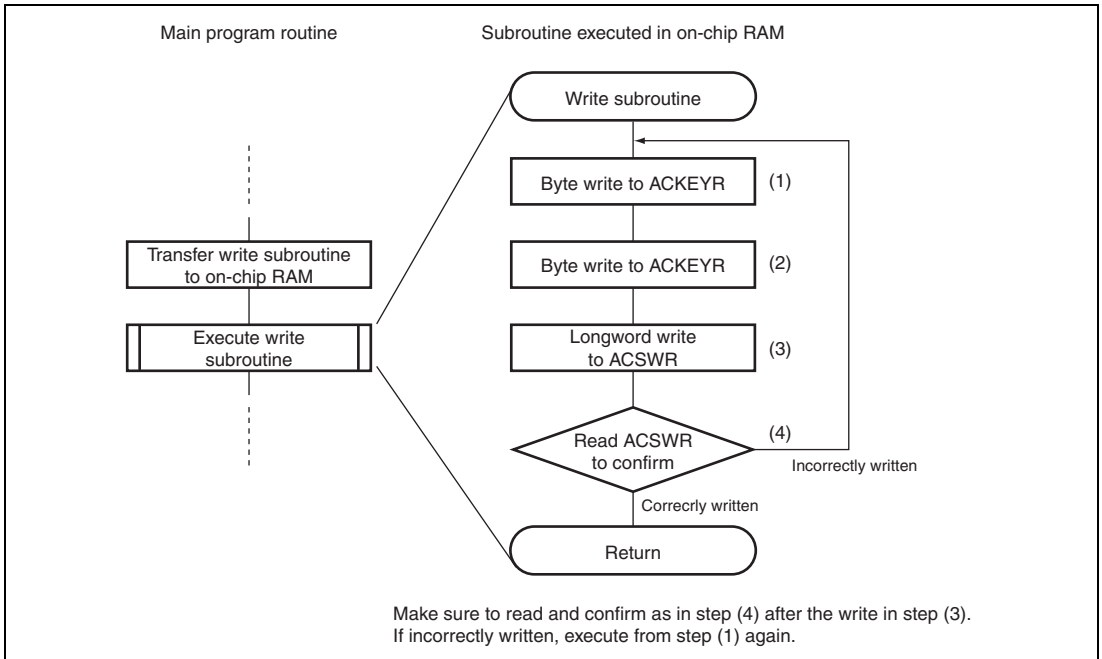 Main program routine
Subroutine executed in on-chip RAM
Write subroutine
Byte write to ACKEYR
(1)
Transfer write subroutine
to on-chip RAM
Byte write to ACKEYR
(2)
Execute write
subroutine
Longword write
to ACSWR
(3)
Read ACSWR
to confirm
(4)
Incorrectly written
Correcrly written
Return
Make sure to read and confirm as in step (4) after the write in step (3).
If incorrectly written, execute from step (1) again.